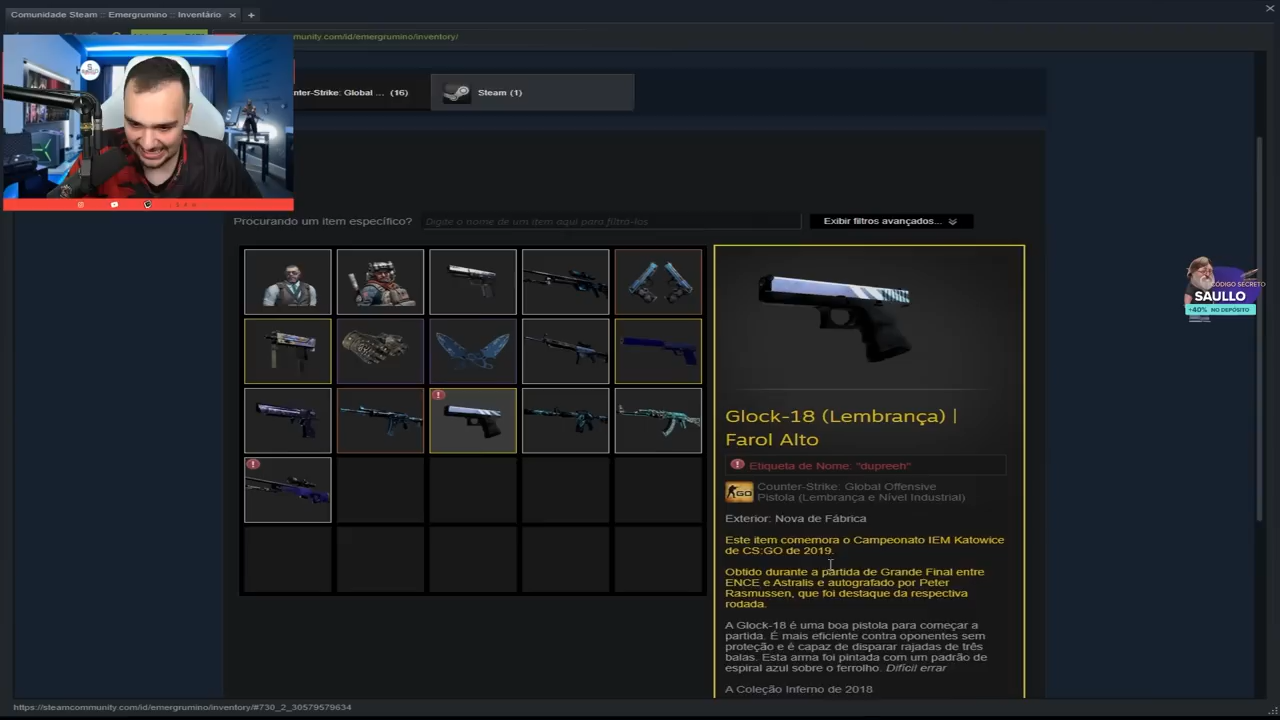 Comunidade Steam :: Emergrumino :: Inventário
munity.com/id/emergrumino/inventory/
nter-Strike: Global ... (16)
Steam (1)
Procurando um item específico?
Digite o nome de um item aqui para filtrá-los
Exibir filtros avançados...
CÓDIGO SECRETO
SAULLO
+40% NO DEPÓSITO
Glock-18 (Lembrança) |
Farol Alto
Etiqueta de Nome: "dupreeh"
GO
Counter-Strike: Global Offensive
Pistola (Lembrança e Nível Industrial)
Exterior: Nova de Fábrica
Este item comemora o Campeonato IEM Katowice
de CS:GO de 2019.
Obtido durante a partida de Grande Final entre
ENCE e Astralis e autografado por Peter
Rasmussen, que foi destaque da respectiva
rodada.
A Glock-18 é uma boa pistola para começar a
partida. É mais eficiente contra oponentes sem
proteção e é capaz de disparar rajadas de três
balas. Esta arma foi pintada com um padrão de
espiral azul sobre o ferrolho. Difícil errar
A Coleção Inferno de 2018
https://steamcommunity.com/id/emergrumino/inventory/#730_2_30579579634